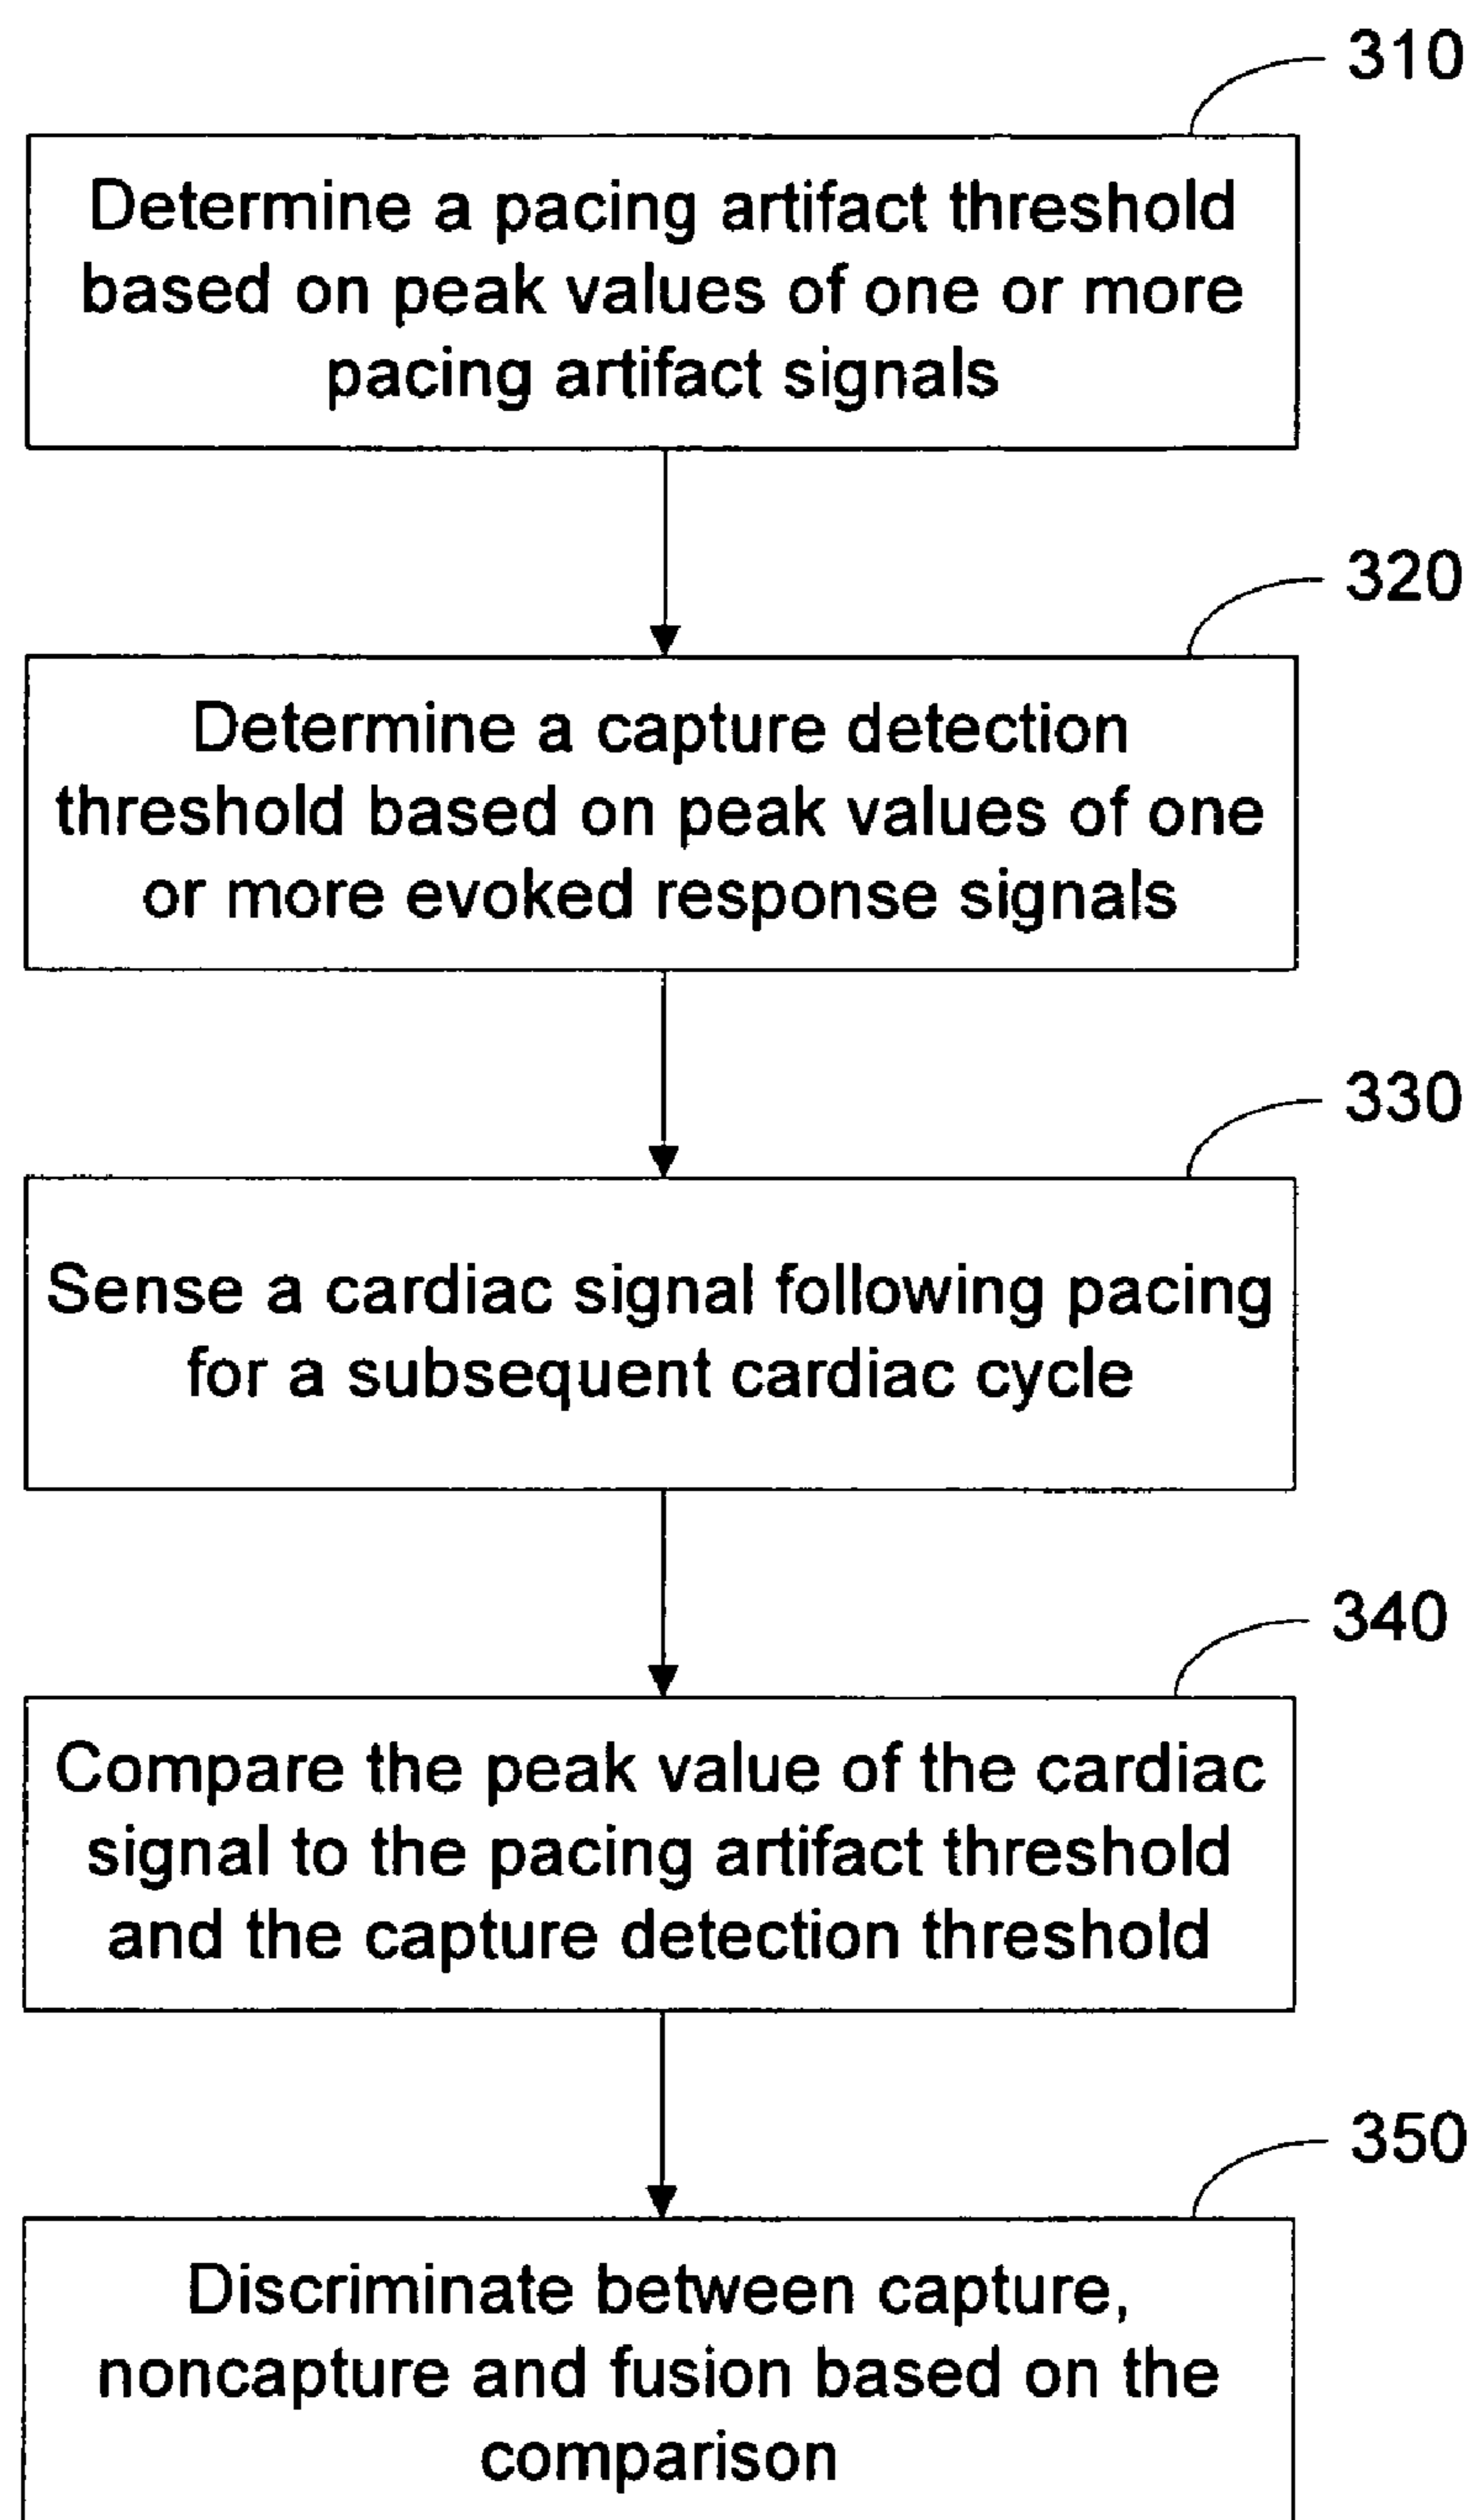 310
Determine a pacing artifact threshold
based on peak values of one or more
pacing artifact signals
320
Determine a capture detection
threshold based on peak values of one
or more evoked response signals
330
Sense a cardiac signal following pacing
for a subsequent cardiac cycle
340
Compare the peak value of the cardiac
signal to the pacing artifact threshold
and the capture detection threshold
350
Discriminate between capture,
noncapture and fusion based on the
comparison